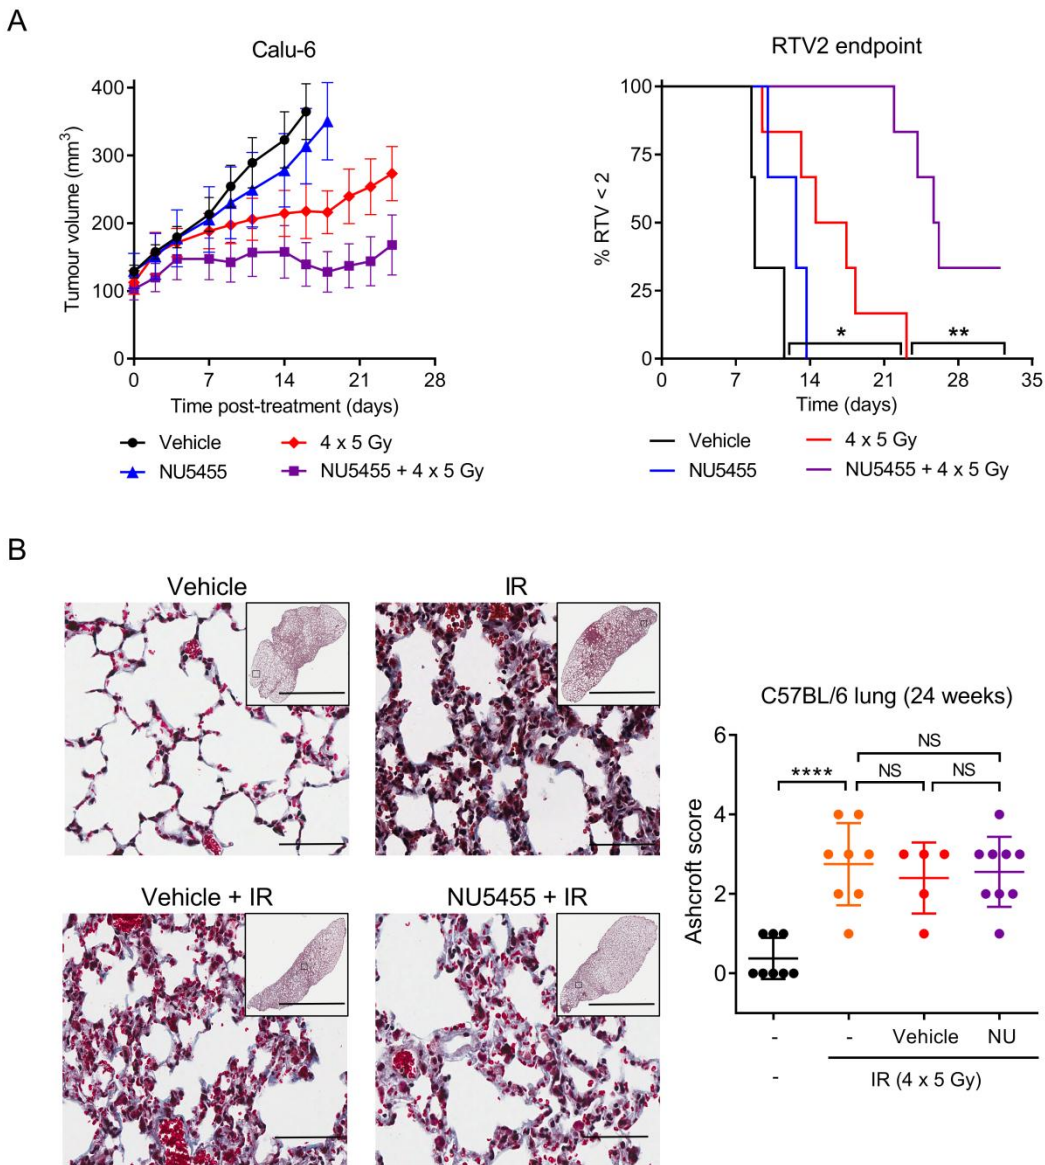 A
Calu-6
Tumour volume (mm³)
400
300
200
100
0
0 7 14 21 28
Time post-treatment (days)
Vehicle
NU5455
4 x 5 Gy
NU5455 + 4 x 5 Gy
RTV2 endpoint
% RTV < 2
100
75
50
25
0
* **
0 7 14 21 28 35
Time (days)
Vehicle
NU5455
4 x 5 Gy
NU5455 + 4 x 5 Gy
B
Vehicle
IR
Vehicle + IR
NU5455 + IR
C57BL/6 lung (24 weeks)
Ashcroft score
6
4
2
0
NS
**** NS NS
- - Vehicle NU
- IR (4 x 5 Gy)